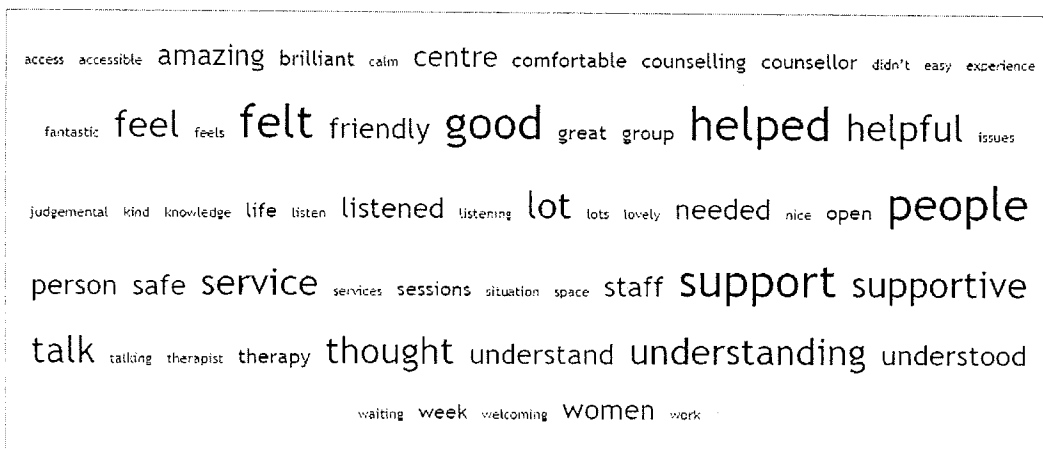 access accessible amazing brilliant calm centre comfortable counselling counsellor didn't easy experience
fantastic feel feels felt friendly good great group helped helpful issues
judgemental kind knowledge life listen listened listening lot lots lovely needed nice open people
person safe service services sessions situation space staff support supportive
talk talking therapist therapy thought understand understanding understood
waiting week welcoming women work